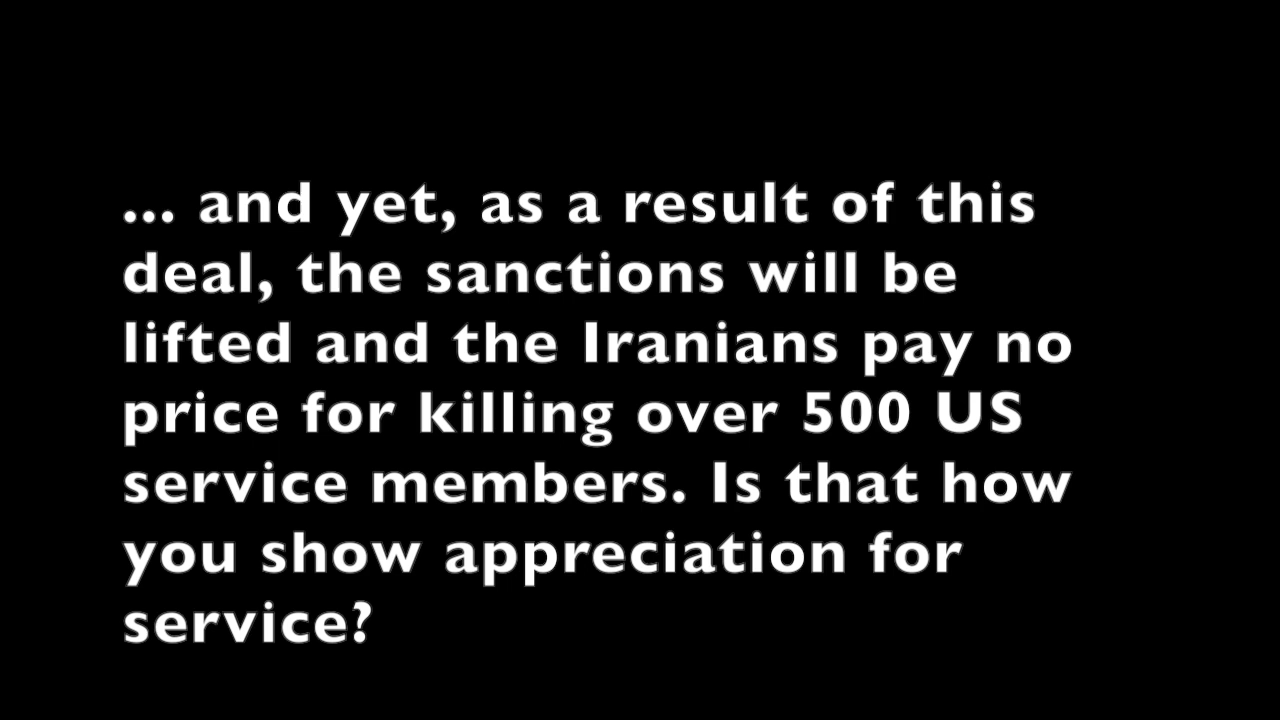 ... and yet, as a result of this
deal, the sanctions will be
lifted and the Iranians pay no
price for killing over 500 US
service members. Is that how
you show appreciation for
service?